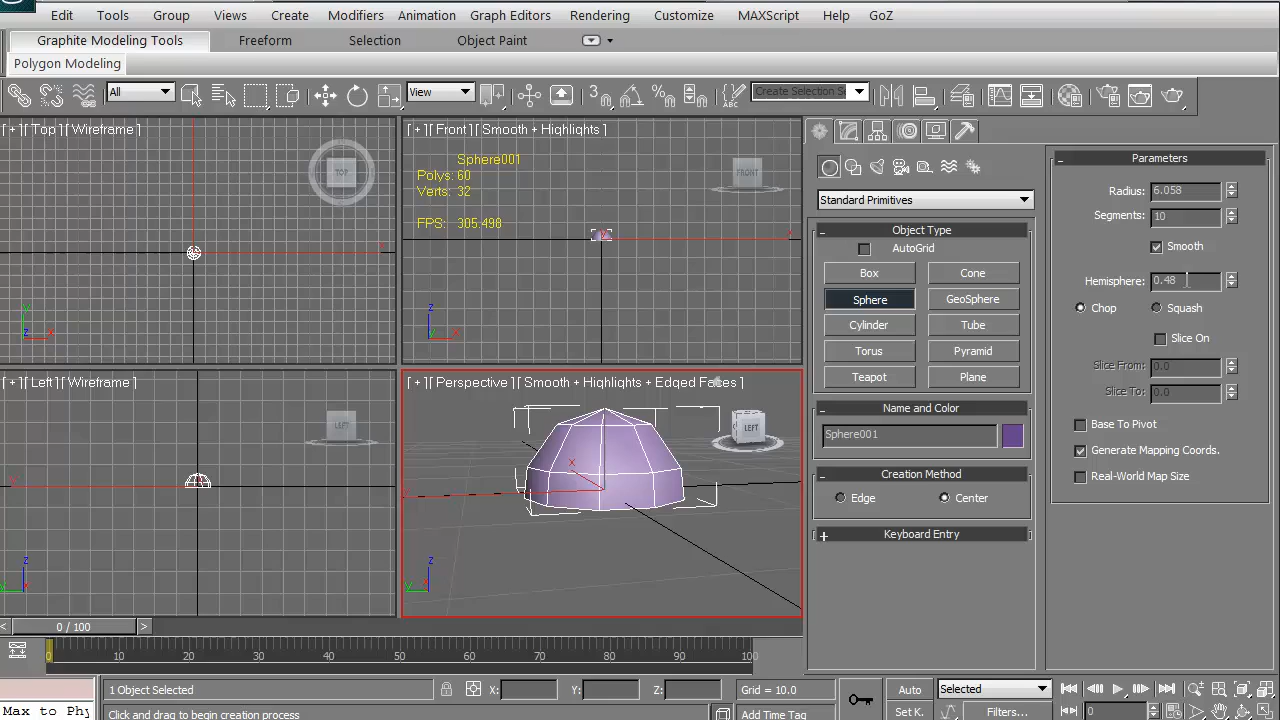 Edit Tools Group Views Create Modifiers Animation Graph Editors Rendering Customize MAXScript Help GoZ
Graphite Modeling Tools Freeform Selection Object Paint
Polygon Modeling
All View Create Selection Se
[ + ] [ Top ] [ Wireframe ]
TOP
x
y
z x
[ + ] [ Front ] [ Smooth + Highlights ]
Sphere001
Polys: 60
Verts: 32
FPS: 305.498
FRONT
x
z
x
[ + ] [ Left ] [ Wireframe ]
LEFT
z
y x
[ + ] [ Perspective ] [ Smooth + Highlights + Edged Faces ]
LEFT
x
z
y x
Standard Primitives
Object Type
AutoGrid
Box Cone
Sphere GeoSphere
Cylinder Tube
Torus Pyramid
Teapot Plane
Name and Color
Sphere001
Creation Method
Edge Center
Keyboard Entry
Parameters
Radius: 6.058
Segments: 10
Smooth
Hemisphere: 0.48
Chop Squash
Slice On
Slice From: 0.0
Slice To: 0.0
Base To Pivot
Generate Mapping Coords.
Real-World Map Size
< 0 / 100 >
0 10 20 30 40 50 60 70 80 90 100
1 Object Selected X: Y: Z: Grid = 10.0 Auto Selected
Max to Phy Click and drag to begin creation process Add Time Tag Set K. Filters... 0